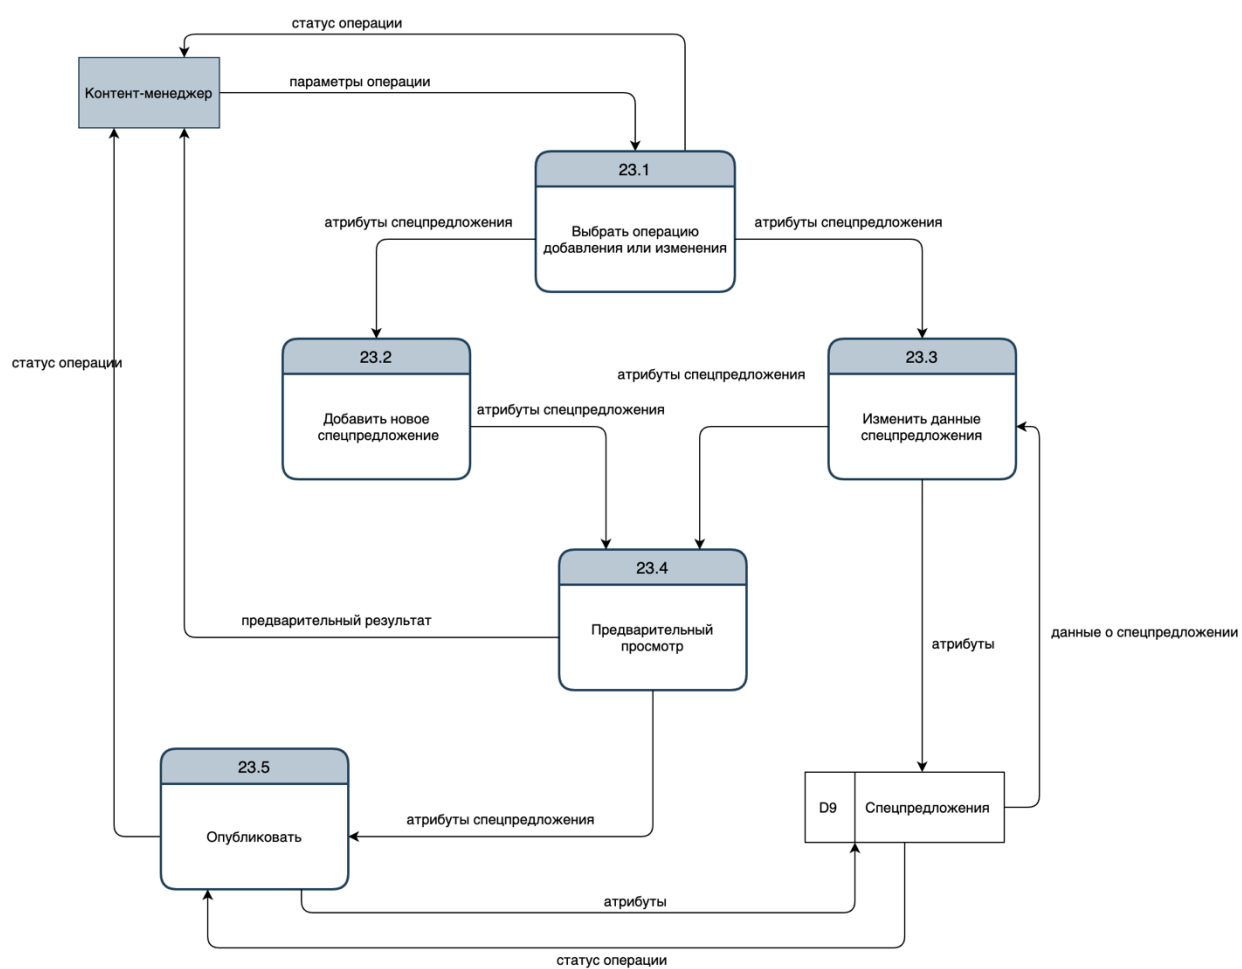 статус операции
Контент-менеджер
параметры операции
23.1
Выбрать операцию
добавления или изменения
атрибуты спецпредложения
атрибуты спецпредложения
статус операции
23.2
Добавить новое
спецпредложение
23.3
Изменить данные
спецпредложения
атрибуты спецпредложения
атрибуты спецпредложения
23.4
Предварительный
просмотр
предварительный результат
атрибуты
данные о спецпредложении
23.5
Опубликовать
атрибуты спецпредложения
D9
Спецпредложения
атрибуты
статус операции